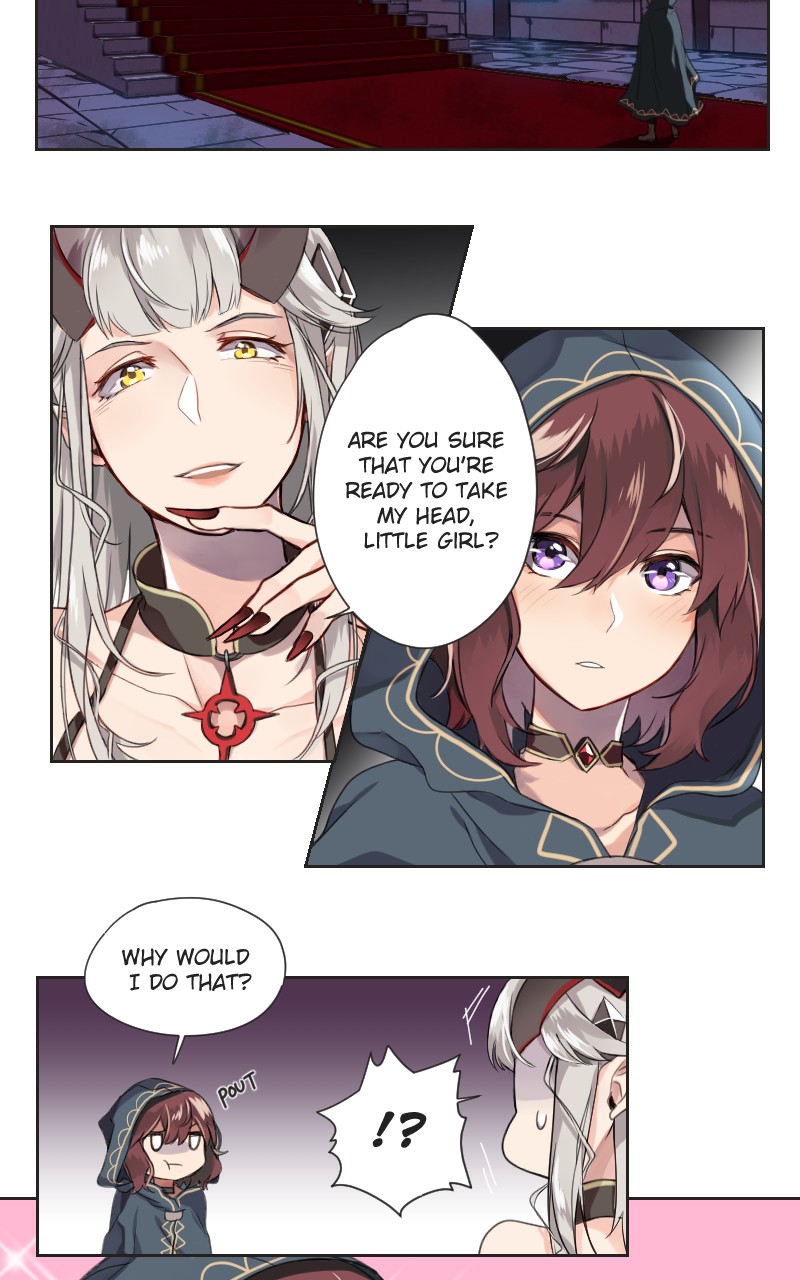 ARE YOU SURE
THAT YOU'RE
READY TO TAKE
MY HEAD,
LITTLE GIRL?
WHY WOULD
I DO THAT?
POUT
!?